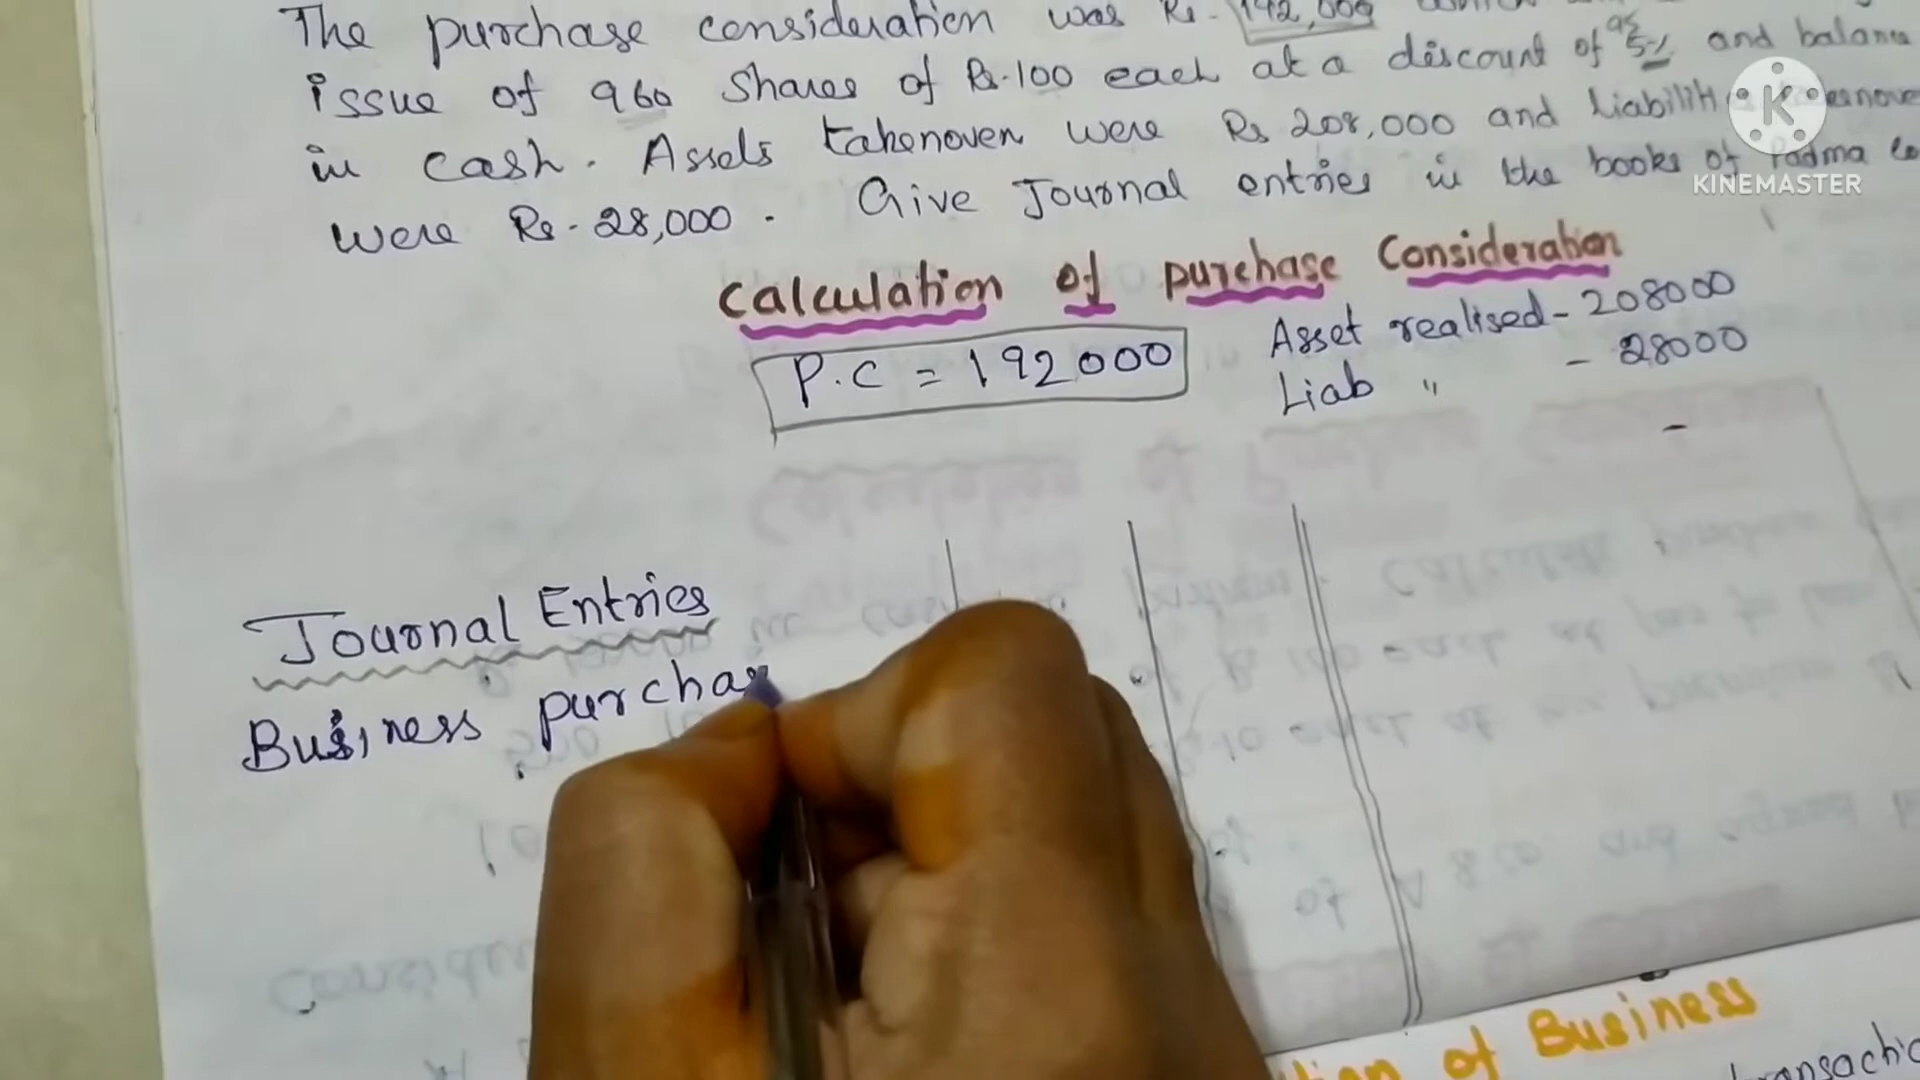 The purchase consideration was Rs. 192,000
issue of 960 Shares of Rs.100 each at a discount of 95 5% and balance
in cash. Assets takenover were Rs 208,000 and
were Rs. 28,000. Give Journal entries in the books of Padma co
KINEMASTER
Calculation of purchase Consideration
P.C = 192000
Asset realised - 208000
Liab " - 28000
-
Journal Entries
Business purchas
of Business